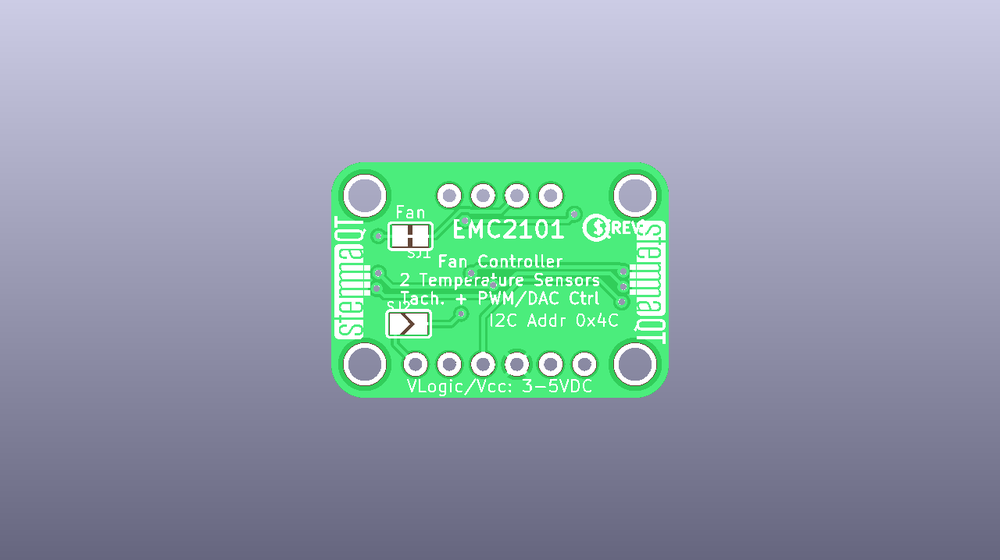 Fan
EMC2101
$REV
SJ1
Fan Controller
2 Temperature Sensors
Tach. + PWM/DAC Ctrl
SJ2
I2C Addr 0x4C
VLogic/Vcc: 3-5VDC
stemmaQT
stemmaQT